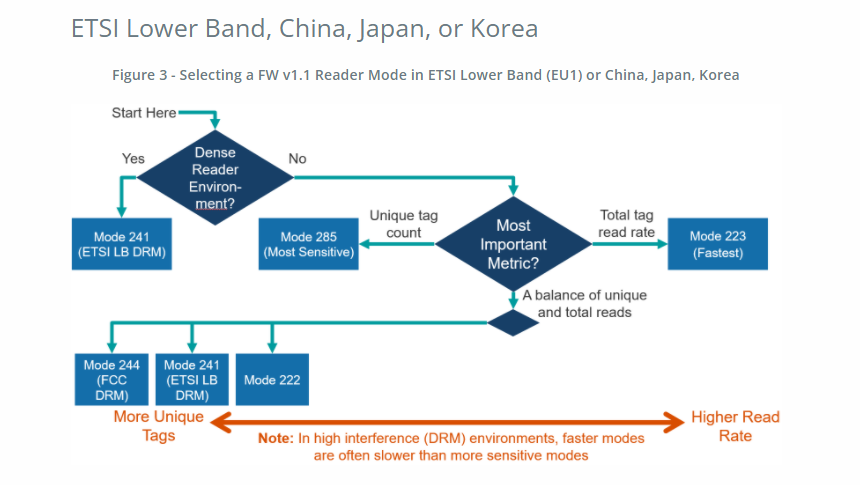 ETSI Lower Band, China, Japan, or Korea
Figure 3 - Selecting a FW v1.1 Reader Mode in ETSI Lower Band (EU1) or China, Japan, Korea
Start Here
Yes
Dense
Reader
Environ-
ment?
No
Mode 241
(ETSI LB DRM)
Mode 285
(Most Sensitive)
Unique tag
count
Most
Important
Metric?
Total tag
read rate
Mode 223
(Fastest)
A balance of unique
and total reads
Mode 244
(FCC
DRM)
Mode 241
(ETSI LB
DRM)
Mode 222
More Unique
Tags
Higher Read
Rate
Note: In high interference (DRM) environments, faster modes
are often slower than more sensitive modes